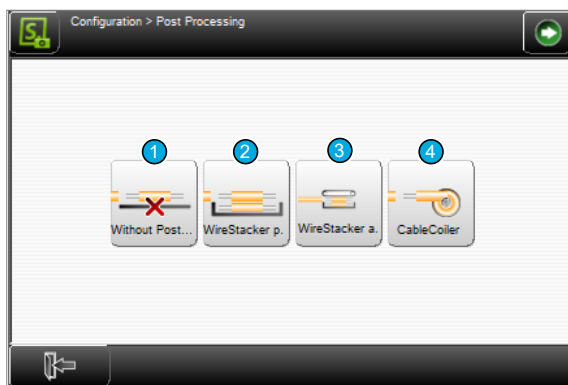 Configuration > Post Processing
1
2
3
4
Without Post...
WireStacker p.
WireStacker a.
CableCoiler